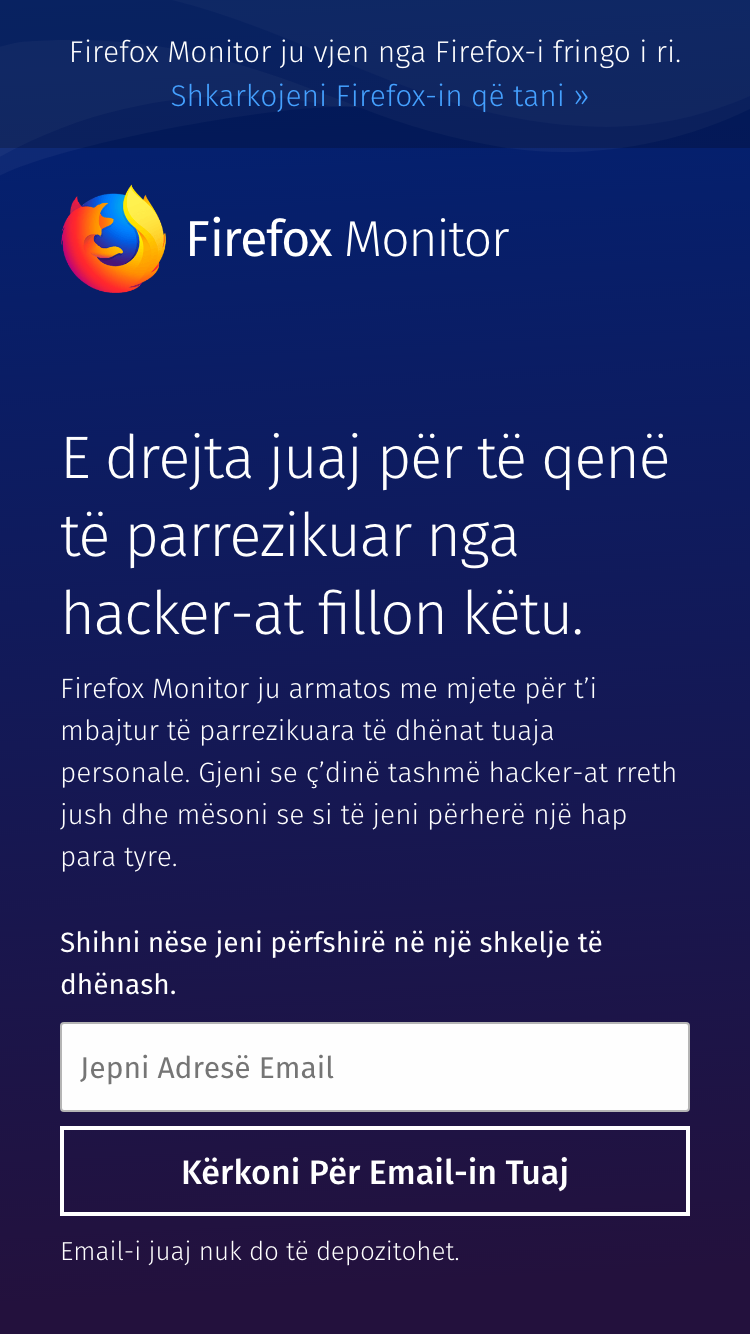 Firefox Monitor ju vjen nga Firefox-i fringo i ri.
Shkarkojeni Firefox-in që tani »
Firefox Monitor
E drejta juaj për të qenë
të parrezikuar nga
hacker-at fillon këtu.
Firefox Monitor ju armatos me mjete për t’i
mbajtur të parrezikuara të dhënat tuaja
personale. Gjeni se ç’dinë tashmë hacker-at rreth
jush dhe mësoni se si të jeni përherë një hap
para tyre.
Shihni nëse jeni përfshirë në një shkelje të
dhënash.
Jepni Adresë Email
Kërkoni Për Email-in Tuaj
Email-i juaj nuk do të depozitohet.